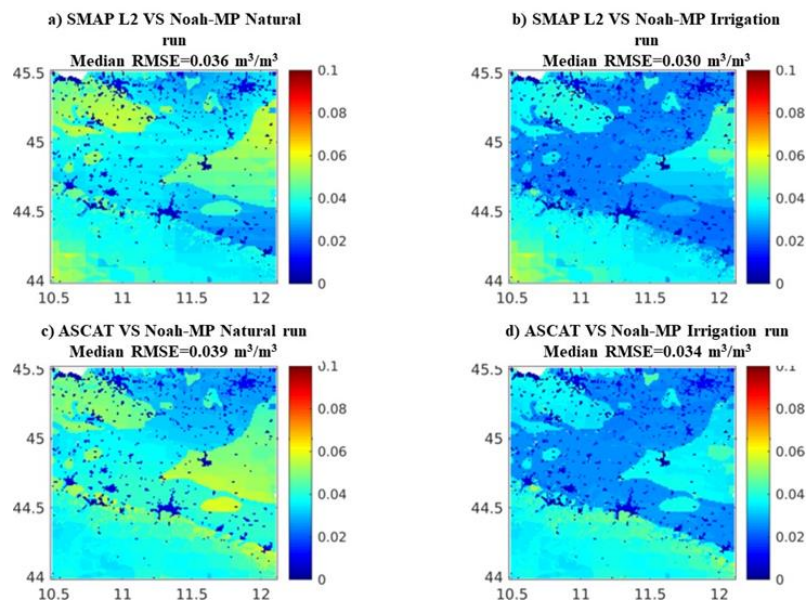 a) SMAP L2 VS Noah-MP Natural
run
Median RMSE=0.036 m³/m³
45.5
45
44.5
44
10.5 11 11.5 12
0.1
0.08
0.06
0.04
0.02
0
b) SMAP L2 VS Noah-MP Irrigation
run
Median RMSE=0.030 m³/m³
45.5
45
44.5
44
10.5 11 11.5 12
0.1
0.08
0.06
0.04
0.02
0
c) ASCAT VS Noah-MP Natural run
Median RMSE=0.039 m³/m³
45.5
45
44.5
44
10.5 11 11.5 12
0.1
0.08
0.06
0.04
0.02
0
d) ASCAT VS Noah-MP Irrigation run
Median RMSE=0.034 m³/m³
45.5
45
44.5
44
10.5 11 11.5 12
0.1
0.08
0.06
0.04
0.02
0